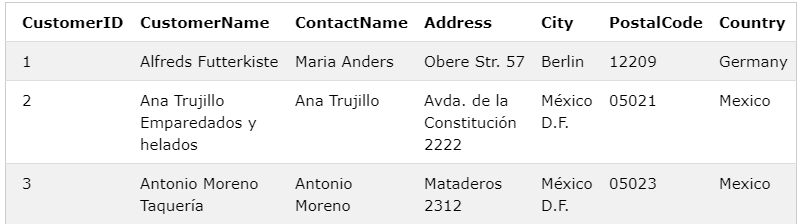 CustomerID CustomerName ContactName Address City PostalCode Country
1 Alfreds Futterkiste Maria Anders Obere Str. 57 Berlin 12209 Germany
2 Ana Trujillo Ana Trujillo Avda. de la México 05021 Mexico
Emparedados y Constitución D.F.
helados 2222
3 Antonio Moreno Antonio Mataderos México 05023 Mexico
Taquería Moreno 2312 D.F.